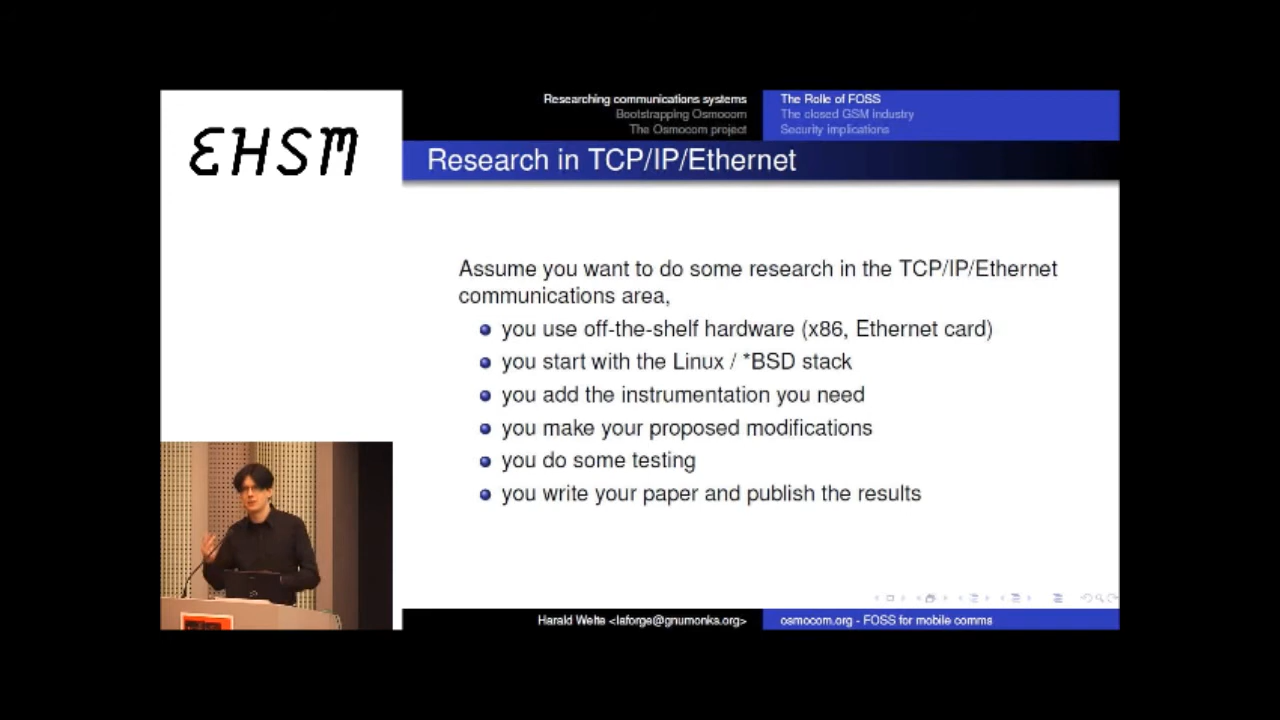 EHSM
Researching communications systems
Bootstrapping Osmocom
The Osmocom project
The Rolle of FOSS
The closed GSM industry
Security implications
Research in TCP/IP/Ethernet
Assume you want to do some research in the TCP/IP/Ethernet
communications area,
you use off-the-shelf hardware (x86, Ethernet card)
you start with the Linux / *BSD stack
you add the instrumentation you need
you make your proposed modifications
you do some testing
you write your paper and publish the results
Harald Welte <laforge@gnumonks.org>
osmocom.org - FOSS for mobile comms